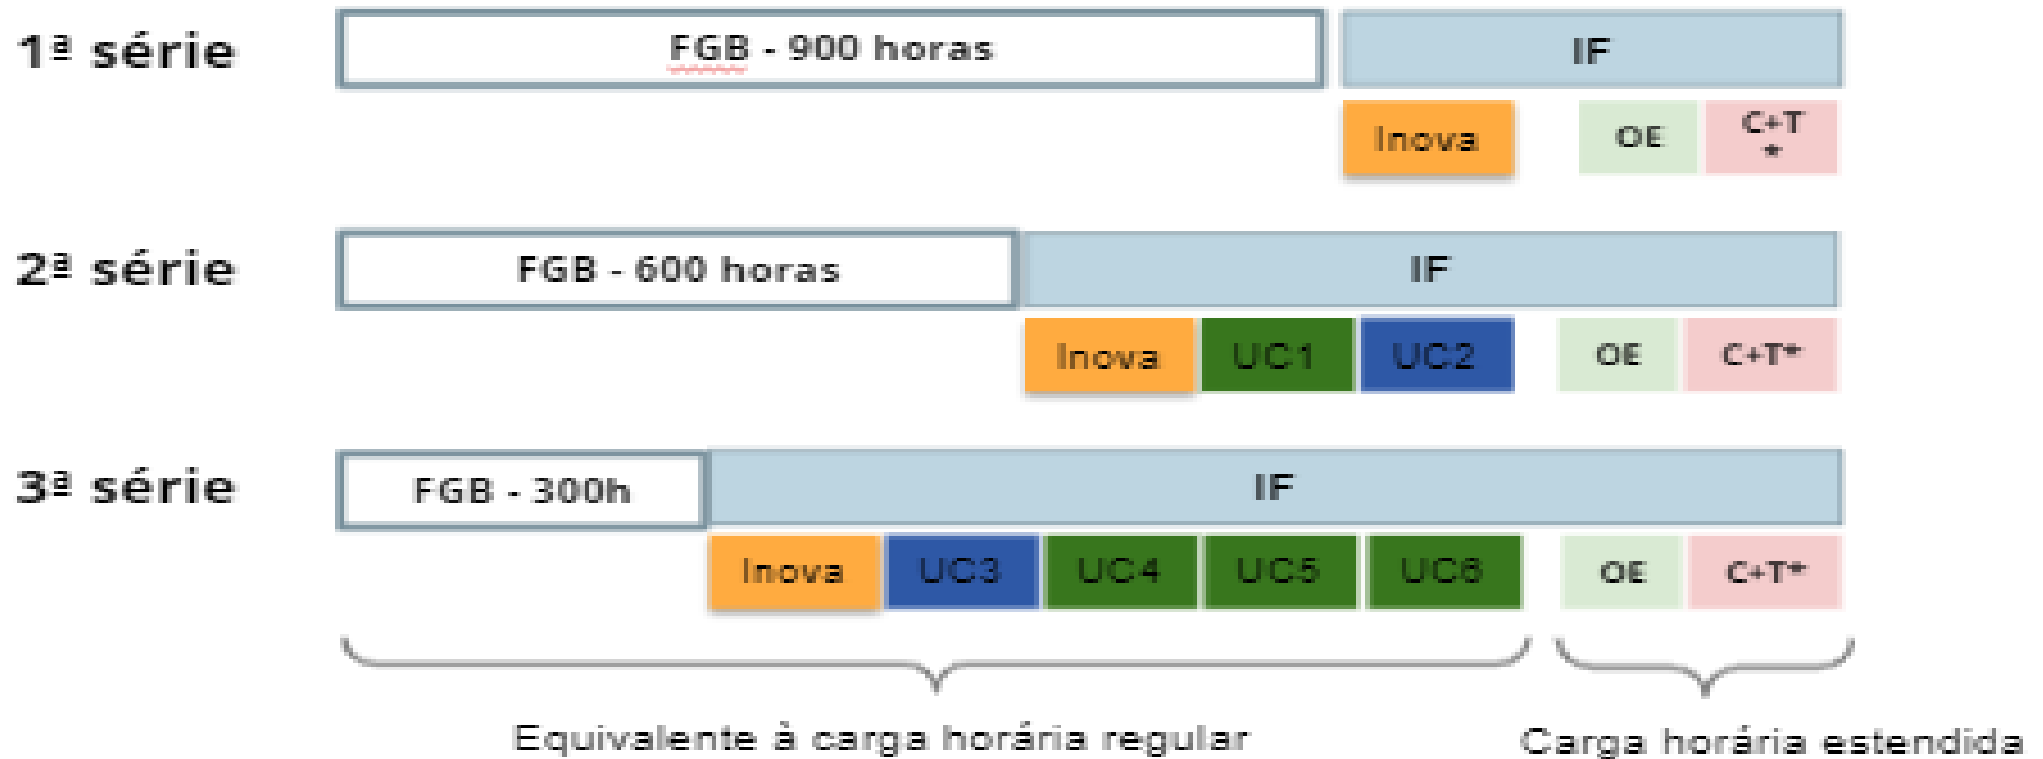 1ª série
FGB - 900 horas
IF
Inova
OE
C+T
*
2ª série
FGB - 600 horas
IF
Inova
UC1
UC2
OE
C+T*
3ª série
FGB - 300h
IF
Inova
UC3
UC4
UC5
UC6
OE
C+T*
Equivalente à carga horária regular
Carga horária estendida